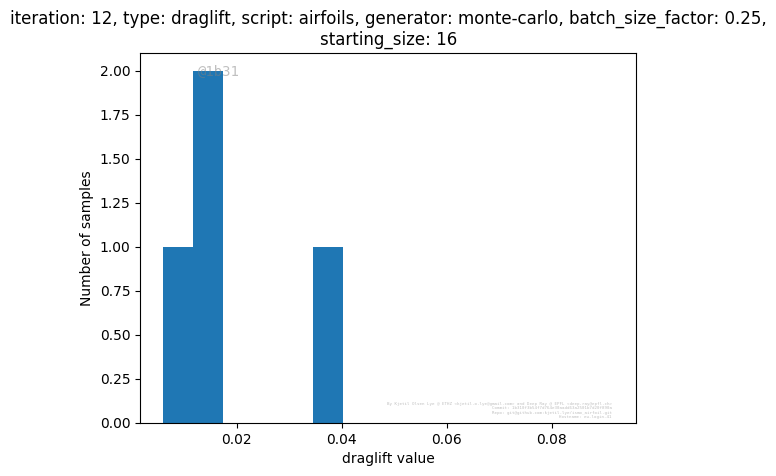 iteration: 12, type: draglift, script: airfoils, generator: monte-carlo, batch_size_factor: 0.25,
starting_size: 16
@1b31
2.00
1.75
1.50
1.25
1.00
0.75
0.50
0.25
0.00
Number of samples
0.02
0.04
0.06
0.08
draglift value